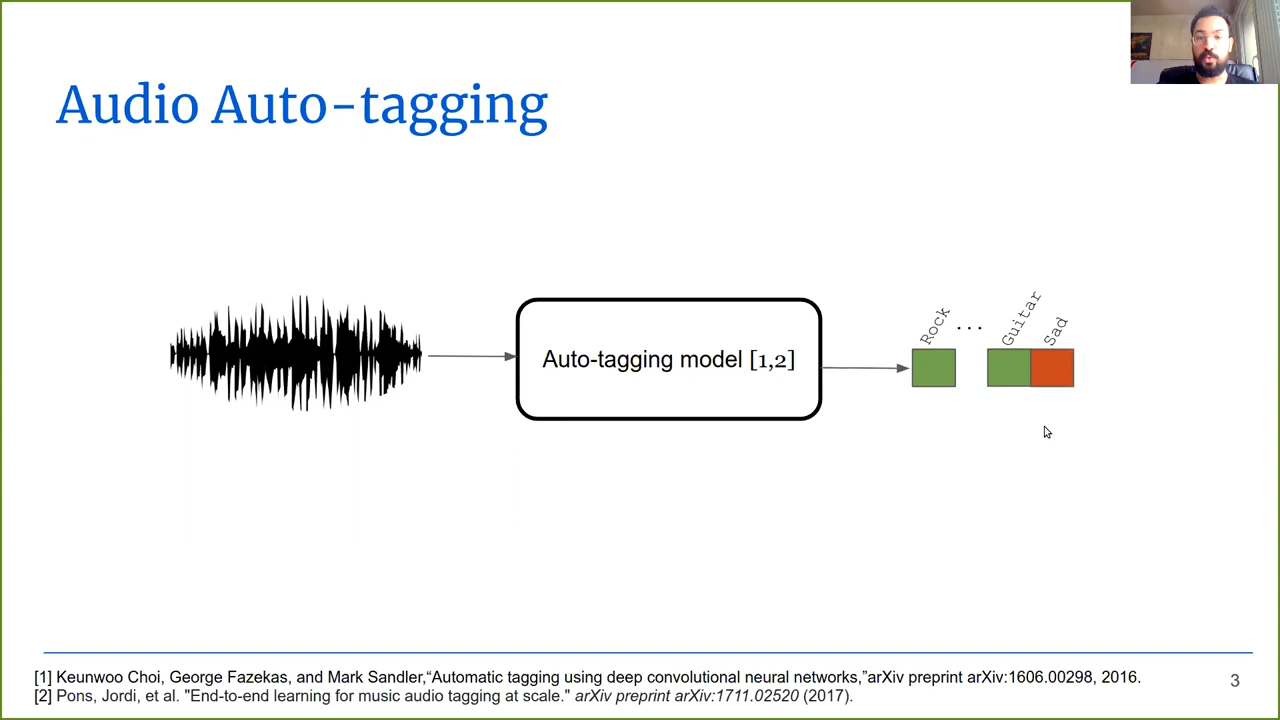 Audio Auto-tagging
Auto-tagging model [1,2]
Rock
...
Guitar
Sad
[1] Keunwoo Choi, George Fazekas, and Mark Sandler,“Automatic tagging using deep convolutional neural networks,”arXiv preprint arXiv:1606.00298, 2016.
[2] Pons, Jordi, et al. "End-to-end learning for music audio tagging at scale." arXiv preprint arXiv:1711.02520 (2017).
3